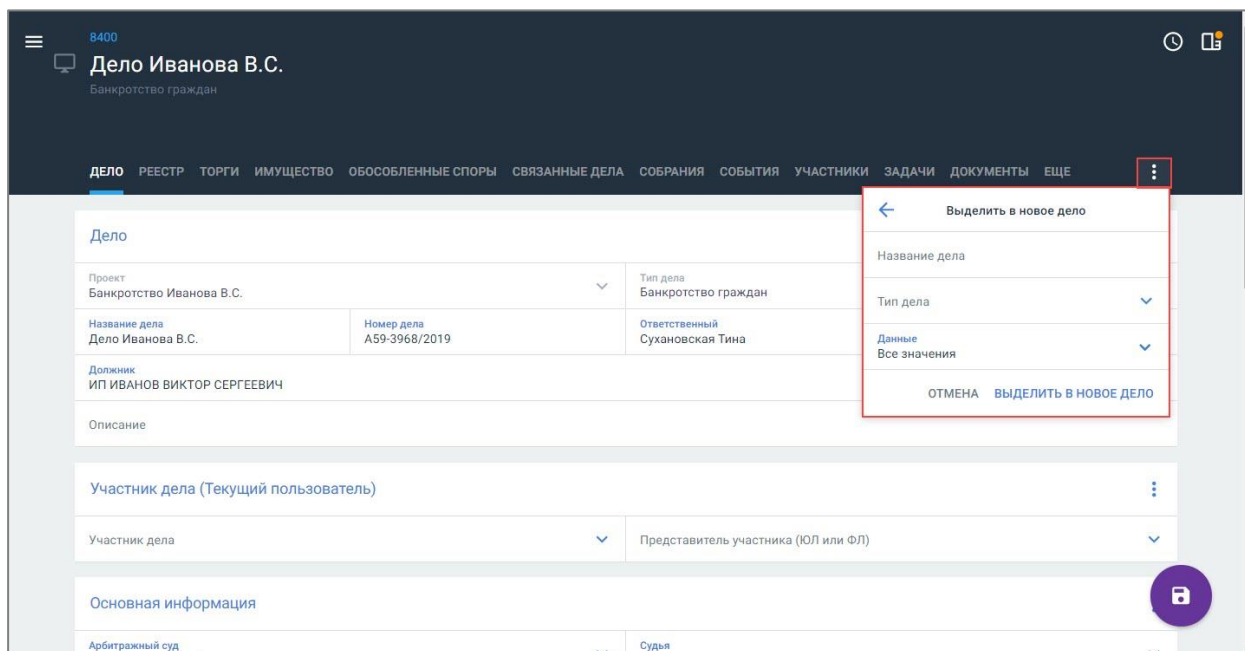 8400
Дело Иванова В.С.
Банкротство граждан
ДЕЛО РЕЕСТР ТОРГИ ИМУЩЕСТВО ОБОСОБЛЕННЫЕ СПОРЫ СВЯЗАННЫЕ ДЕЛА СОБРАНИЯ СОБЫТИЯ УЧАСТНИКИ ЗАДАЧИ ДОКУМЕНТЫ ЕЩЕ
Выделить в новое дело
Название дела
Тип дела
Данные
Все значения
ОТМЕНА ВЫДЕЛИТЬ В НОВОЕ ДЕЛО
Дело
Проект
Банкротство Иванова В.С.
Тип дела
Банкротство граждан
Название дела
Дело Иванова В.С.
Номер дела
А59-3968/2019
Ответственный
Сухановская Тина
Должник
ИП ИВАНОВ ВИКТОР СЕРГЕЕВИЧ
Описание
Участник дела (Текущий пользователь)
Участник дела
Представитель участника (ЮЛ или ФЛ)
Основная информация
Арбитражный суд
Судья